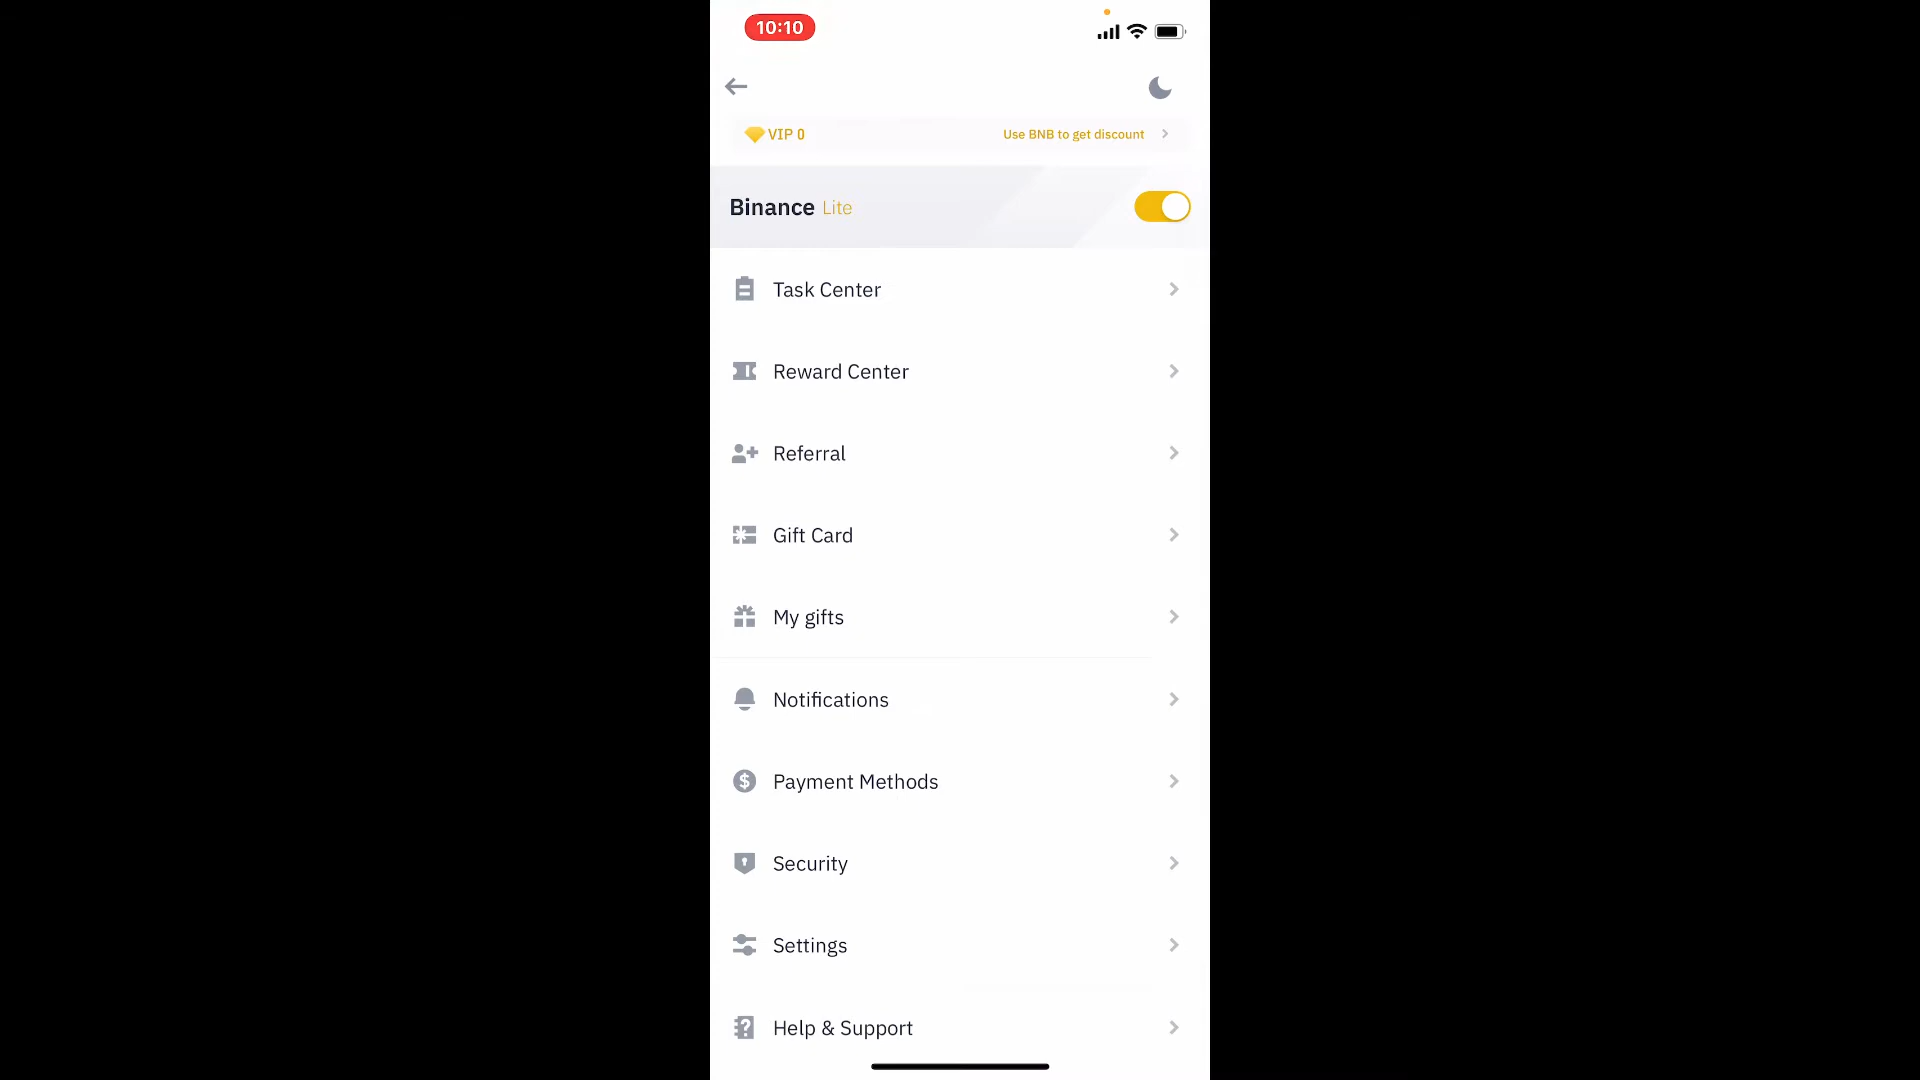 10:10
VIP 0 Use BNB to get discount
Binance Lite
Task Center
Reward Center
Referral
Gift Card
My gifts
Notifications
Payment Methods
Security
Settings
Help & Support